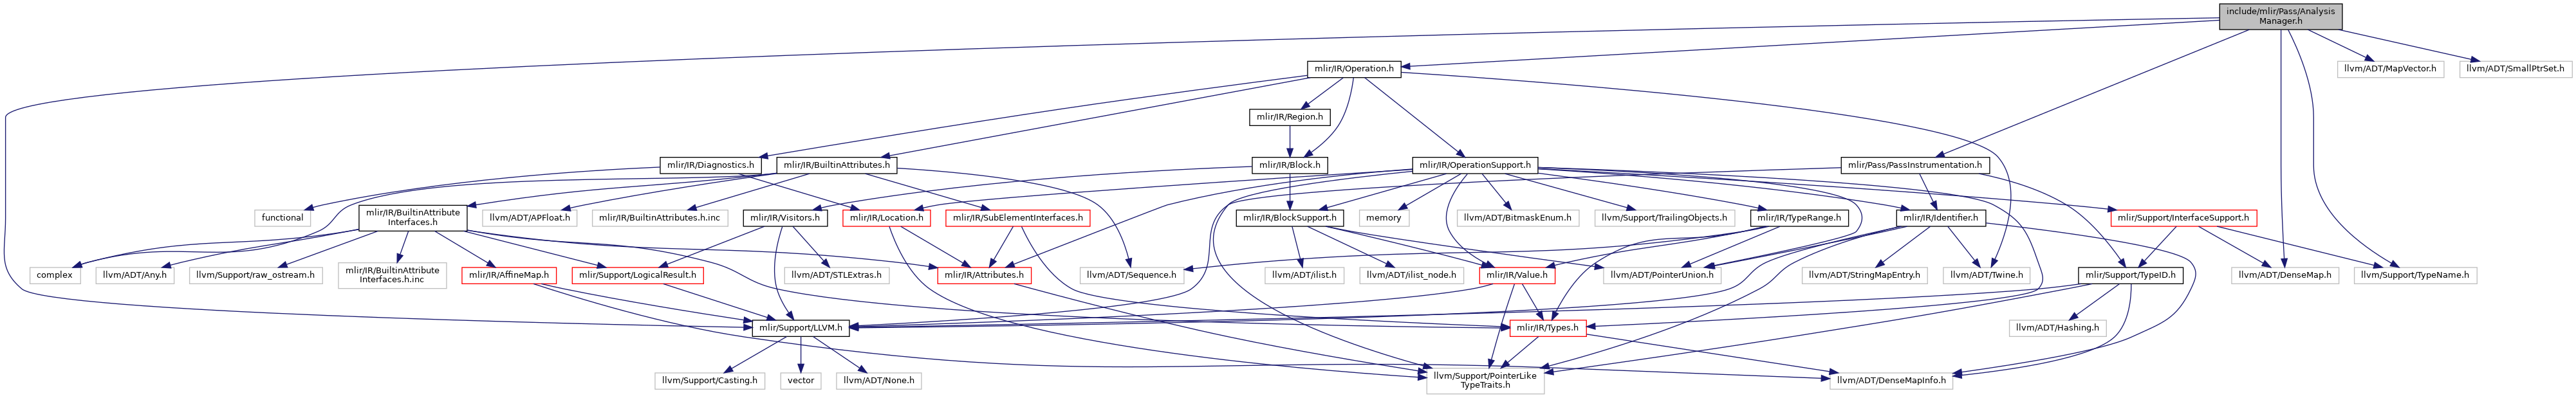 include/mlir/Pass/Analysis
Manager.h
mlir/IR/Operation.h
llvm/ADT/MapVector.h
llvm/ADT/SmallPtrSet.h
mlir/IR/Region.h
mlir/IR/Diagnostics.h
mlir/IR/BuiltinAttributes.h
mlir/IR/Block.h
mlir/IR/OperationSupport.h
mlir/Pass/PassInstrumentation.h
functional
mlir/IR/BuiltinAttribute
Interfaces.h
llvm/ADT/APFloat.h
mlir/IR/BuiltinAttributes.h.inc
mlir/IR/Visitors.h
mlir/IR/Location.h
mlir/IR/SubElementInterfaces.h
mlir/IR/BlockSupport.h
memory
llvm/ADT/BitmaskEnum.h
llvm/Support/TrailingObjects.h
mlir/IR/TypeRange.h
mlir/IR/Identifier.h
mlir/Support/InterfaceSupport.h
complex
llvm/ADT/Any.h
llvm/Support/raw_ostream.h
mlir/IR/BuiltinAttribute
Interfaces.h.inc
mlir/IR/AffineMap.h
mlir/Support/LogicalResult.h
llvm/ADT/STLExtras.h
mlir/IR/Attributes.h
llvm/ADT/Sequence.h
llvm/ADT/ilist.h
llvm/ADT/ilist_node.h
mlir/IR/Value.h
llvm/ADT/PointerUnion.h
llvm/ADT/StringMapEntry.h
llvm/ADT/Twine.h
mlir/Support/TypeID.h
llvm/ADT/DenseMap.h
llvm/Support/TypeName.h
mlir/Support/LLVM.h
mlir/IR/Types.h
llvm/ADT/Hashing.h
llvm/Support/Casting.h
vector
llvm/ADT/None.h
llvm/Support/PointerLike
TypeTraits.h
llvm/ADT/DenseMapInfo.h